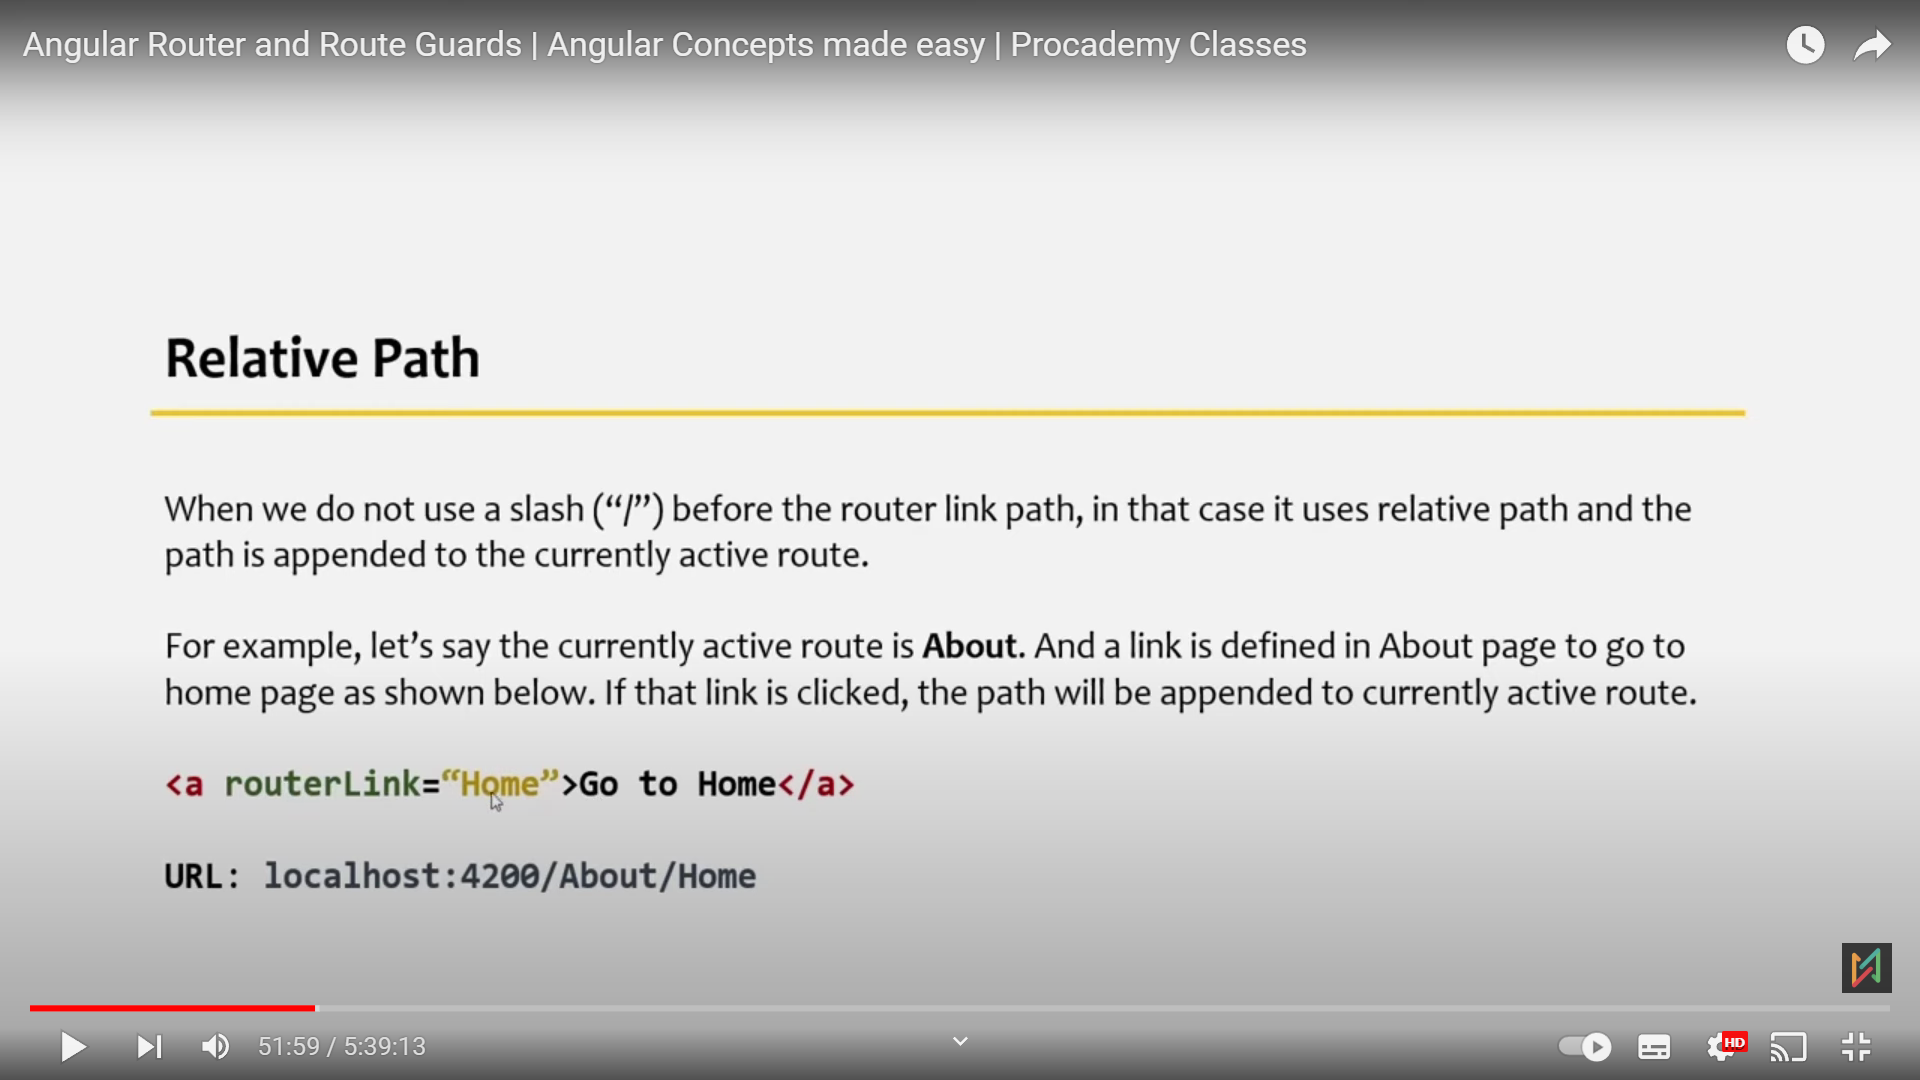 Angular Router and Route Guards | Angular Concepts made easy | Procademy Classes
Relative Path
When we do not use a slash (“/”) before the router link path, in that case it uses relative path and the
path is appended to the currently active route.
For example, let’s say the currently active route is About. And a link is defined in About page to go to
home page as shown below. If that link is clicked, the path will be appended to currently active route.
<a routerLink=“Home”>Go to Home</a>
URL: localhost:4200/About/Home
51:59 / 5:39:13
HD